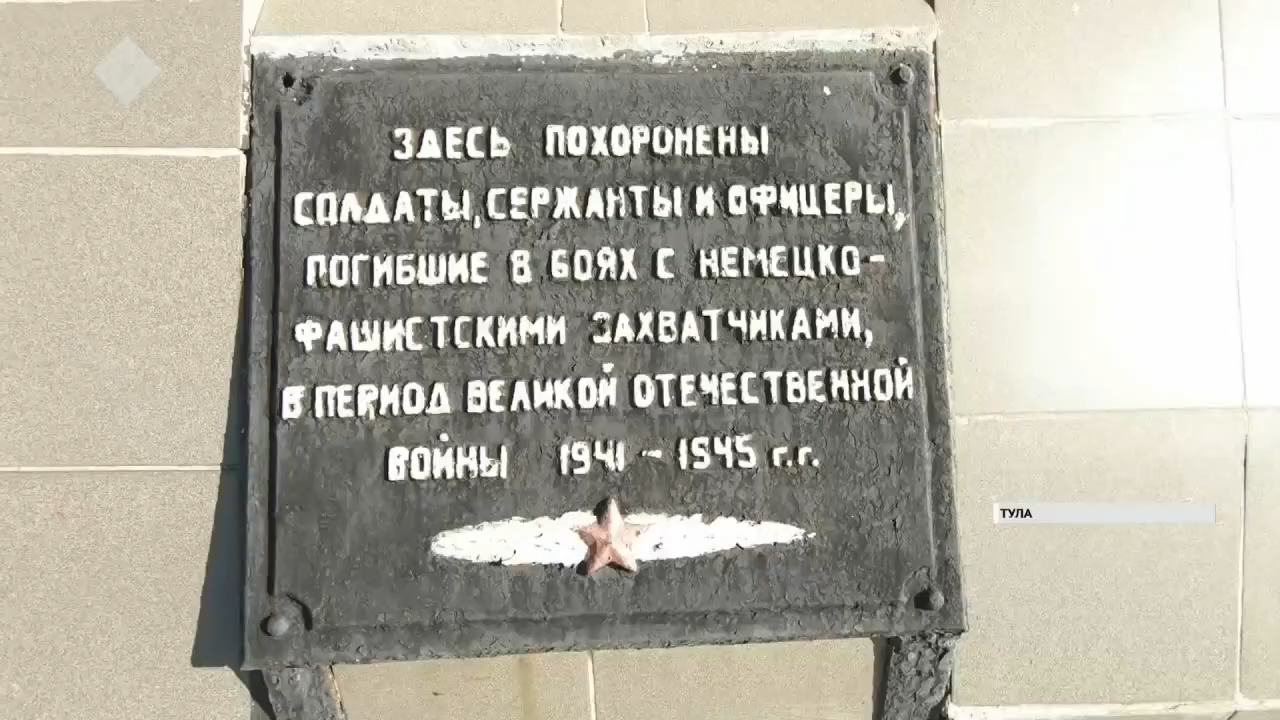 ЗДЕСЬ ПОХОРОНЕНЫ
СОЛДАТЫ, СЕРЖАНТЫ И ОФИЦЕРЫ,
ПОГИБШИЕ В БОЯХ С НЕМЕЦКО-
ФАШИСТСКИМИ ЗАХВАТЧИКАМИ,
В ПЕРИОД ВЕЛИКОЙ ОТЕЧЕСТВЕННОЙ
ВОЙНЫ 1941 - 1945 г.г.
ТУЛА